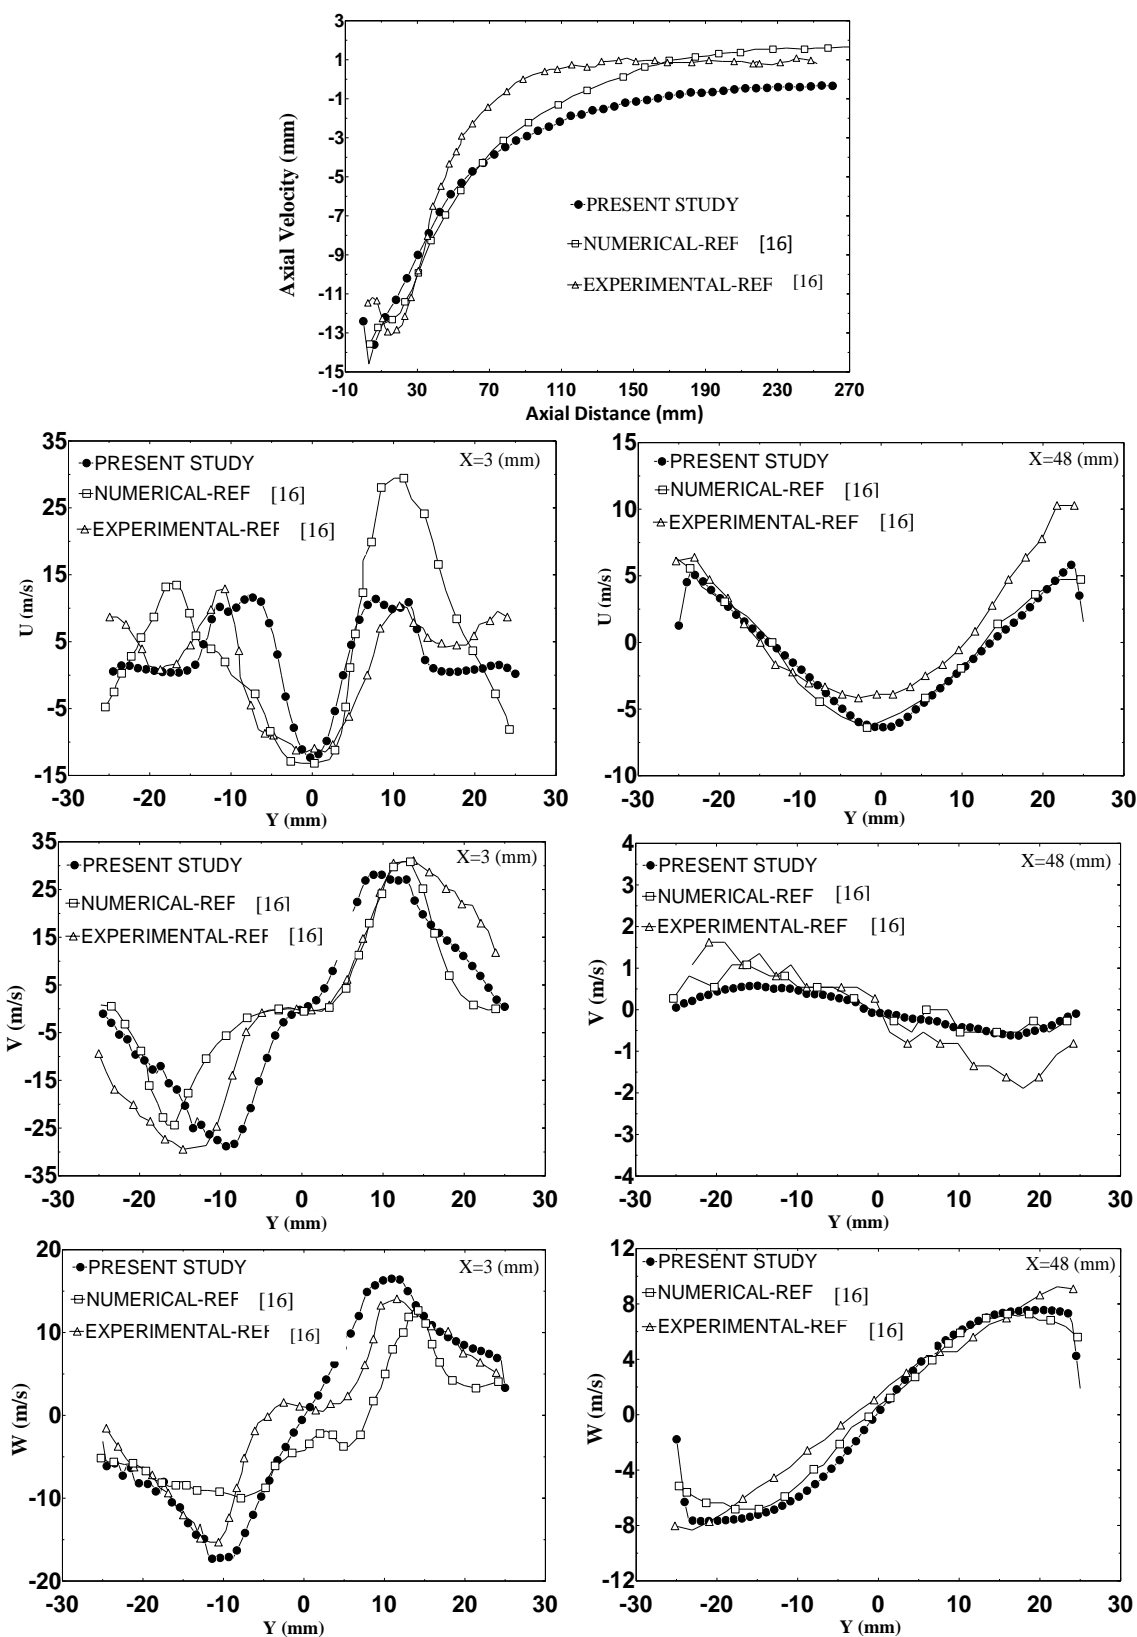 3
1
-1
-3
-5
-7
-9
-11
-13
-15
Axial Velocity (mm)
PRESENT STUDY
NUMERICAL-REF [16]
EXPERIMENTAL-REF [16]
-10 30 70 110 150 190 230 270
Axial Distance (mm)
35
25
15
5
-5
-15
U (m/s)
PRESENT STUDY
NUMERICAL-REF [16]
EXPERIMENTAL-REF [16]
X=3 (mm)
-30 -20 -10 0 10 20 30
Y (mm)
15
10
5
0
-5
-10
U (m/s)
PRESENT STUDY
NUMERICAL-REF [16]
EXPERIMENTAL-REF [16]
X=48 (mm)
-30 -20 -10 0 10 20 30
Y (mm)
35
25
15
5
-5
-15
-25
-35
V (m/s)
PRESENT STUDY
NUMERICAL-REF [16]
EXPERIMENTAL-REF [16]
X=3 (mm)
-30 -20 -10 0 10 20 30
Y (mm)
4
3
2
1
0
-1
-2
-3
-4
V (m/s)
PRESENT STUDY
NUMERICAL-REF [16]
EXPERIMENTAL-REF [16]
X=48 (mm)
-30 -20 -10 0 10 20 30
Y (mm)
20
10
0
-10
-20
W (m/s)
PRESENT STUDY
NUMERICAL-REF [16]
EXPERIMENTAL-REF [16]
X=3 (mm)
-30 -20 -10 0 10 20 30
Y (mm)
12
8
4
0
-4
-8
-12
W (m/s)
PRESENT STUDY
NUMERICAL-REF [16]
EXPERIMENTAL-REF [16]
X=48 (mm)
-30 -20 -10 0 10 20 30
Y (mm)